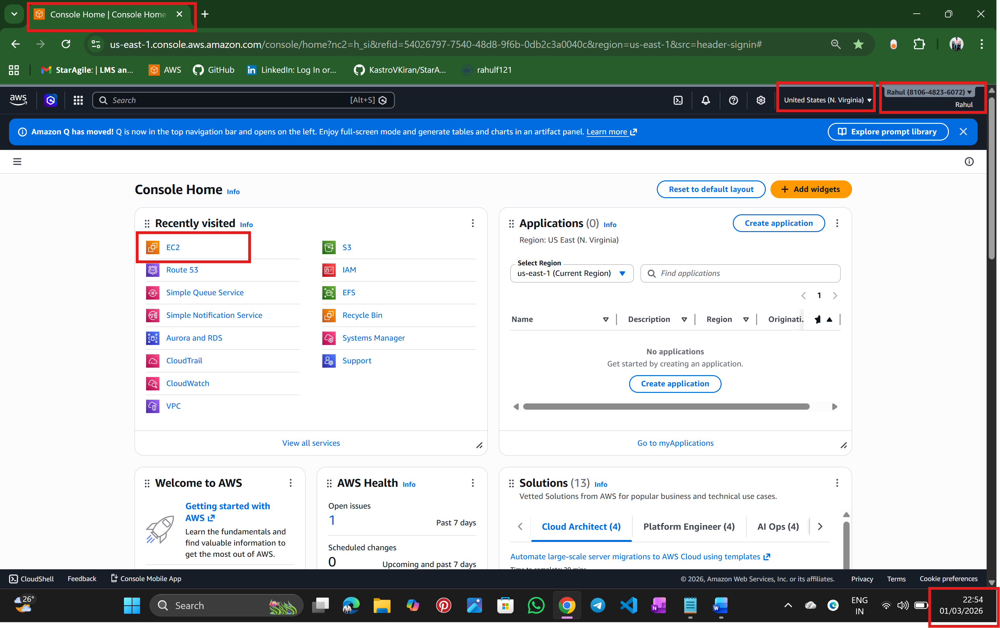 Console Home | Console Home
us-east-1.console.aws.amazon.com/console/home?nc2=h_si&refid=54026797-7540-48d8-9f6b-0db2c3a0040c&region=us-east-1&src=header-signin#
StarAgile: | LMS an...
AWS
GitHub
LinkedIn: Log In or...
KastroVKiran/StarA...
rahulf121
aws
Search
[Alt+S]
United States (N. Virginia)
Rahul (8106-4823-6072)
Rahul
Amazon Q has moved! Q is now in the top navigation bar and opens on the left. Enjoy full-screen mode and generate tables and charts in an artifact panel. Learn more
Explore prompt library
Console Home Info
Reset to default layout
Add widgets
Recently visited Info
EC2
Route 53
Simple Queue Service
Simple Notification Service
Aurora and RDS
CloudTrail
CloudWatch
VPC
S3
IAM
EFS
Recycle Bin
Systems Manager
Support
View all services
Applications (0) Info
Create application
Region: US East (N. Virginia)
Select Region
us-east-1 (Current Region)
Find applications
1
Name
Description
Region
Originati.
No applications
Get started by creating an application.
Create application
Go to myApplications
Welcome to AWS
Getting started with
AWS
Learn the fundamentals and
find valuable information to
get the most out of AWS.
AWS Health Info
Open issues
1
Past 7 days
Scheduled changes
0
Upcoming and past 7 days
Solutions (13) Info
Vetted Solutions from AWS for popular business and technical use cases.
Cloud Architect (4)
Platform Engineer (4)
AI Ops (4)
Automate large-scale server migrations to AWS Cloud using templates
Time to complete: 20 mins
CloudShell
Feedback
Console Mobile App
© 2026, Amazon Web Services, Inc. or its affiliates.
Privacy
Terms
Cookie preferences
26°
Search
ENG
IN
22:54
01/03/2026